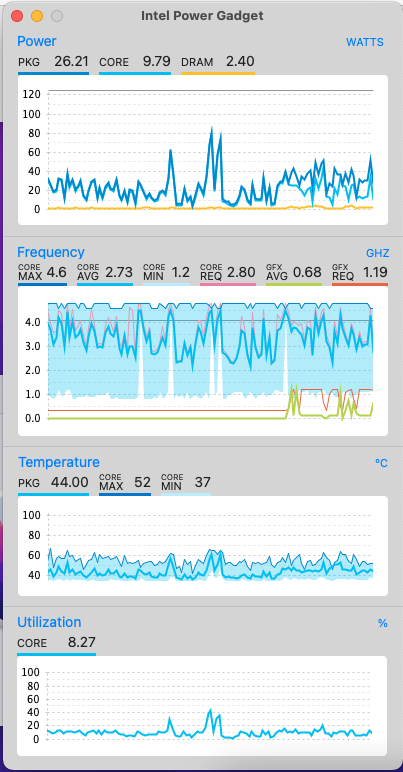 Intel Power Gadget
Power WATTS
PKG 26.21 CORE 9.79 DRAM 2.40
120
100
80
60
40
20
0
Frequency GHZ
CORE MAX 4.6 CORE AVG 2.73 CORE MIN 1.2 CORE REQ 2.80 GFX AVG 0.68 GFX REQ 1.19
4.0
3.0
2.0
1.0
0.0
Temperature °C
PKG 44.00 CORE MAX 52 CORE MIN 37
100
80
60
40
Utilization %
CORE 8.27
100
80
60
40
20
0